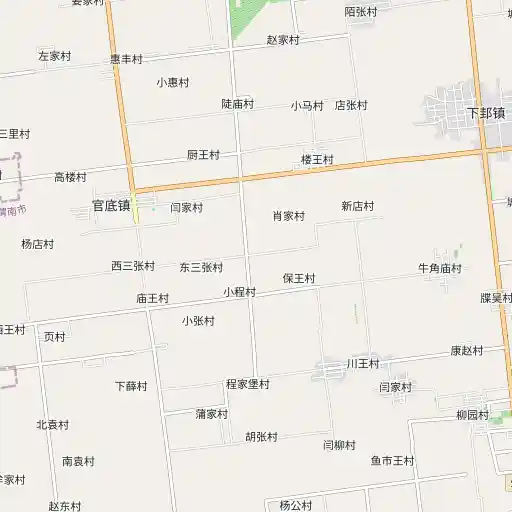 姜家村
陌张村
赵家村
左家村
惠丰村
小惠村
陡庙村
小马村
店张村
下邽镇
三里村
厨王村
楼王村
高楼村
官底镇
闫家村
新店村
肖家村
渭南市
杨店村
西三张村
东三张村
牛角庙村
保王村
小程村
庙王村
牒吴村
小张村
页村
康赵村
川王村
下薛村
程家堡村
闫家村
蒲家村
柳园村
北袁村
胡张村
闫柳村
南袁村
鱼市王村
赵东村
杨公村